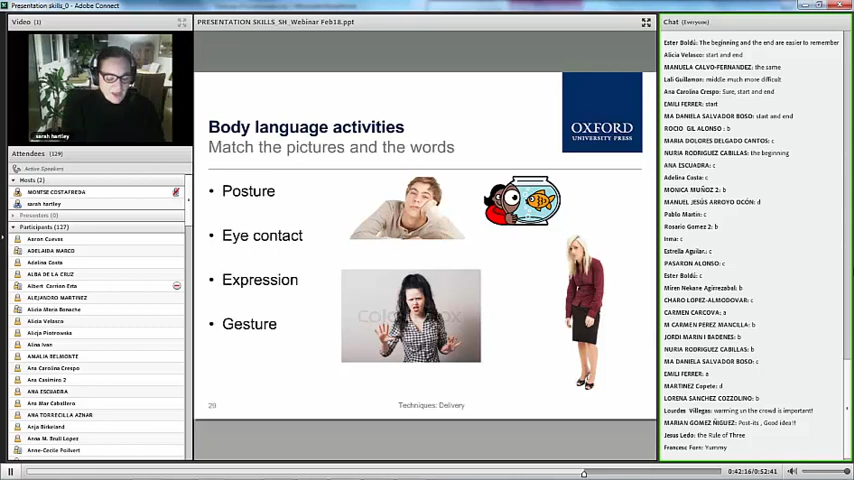 Presentation skills_0 - Adobe Connect
Video (1)
sarah hartley
Attendees (129)
Active Speakers
Hosts (2)
MONTSE COSTAFREDA
sarah hartley
Presenters (0)
Participants (127)
Aaron Cuevas
ADELAIDA MARCO
Adelina Costa
ALBA DE LA CRUZ
Albert Carrion Esta
ALEJANDRO MARTINEZ
Alicia Maria Banache
Alicia Velasco
Alicja Piotrowska
Alina Ivan
AMALIA BELMONTE
Ana Carolina Crespo
Ana Casimiro 2
ANA ESCUADRA
Ana Mar Caballero
ANA TORRECILLA AZNAR
Anja Birkeland
Anna M. Brull Lopez
Anne-Cecile Poilvert
PRESENTATION SKILLS_SH_Webinar Feb18.ppt
OXFORD
UNIVERSITY PRESS
Body language activities
Match the pictures and the words
• Posture
• Eye contact
• Expression
• Gesture
29
Techniques: Delivery
Chat (Everyone)
Ester Boldú: The beginning and the end are easier to remember
Alicia Velasco: start and end
MANUELA CALVO-FERNANDEZ: the same
Lali Guillamon: middle much more difficult
Ana Carolina Crespo: Sure, start and end
EMILI FERRER: start
MA DANIELA SALVADOR BOSO: start and end
ROCIO GIL ALONSO : b
MARIA DOLORES DELGADO CANTOS: c
NURIA RODRIGUEZ CABILLAS: the beginning
ANA ESCUADRA: c
Adelina Costa: c
MONICA MUÑOZ 2: b
MANUEL JESÚS ARROYO OCÓN: d
Pablo Martin: c
Rosario Gomez 2: b
Inma: c
Estrella Aguilar.: c
PASARON ALONSO: c
Ester Boldú: c
Miren Nekane Agirrezabal: b
CHARO LOPEZ-ALMODOVAR: c
CARMEN CARCOVA: a
M CARMEN PEREZ MANCILLA: b
JORDI MARIN I BADENES: b
NURIA RODRIGUEZ CABILLAS: b
MA DANIELA SALVADOR BOSO: c
EMILI FERRER: a
MARTINEZ Copete: d
LORENA SANCHEZ COZZOLINO: b
Lourdes Villegas: warming un the crowd is important!
MARIAN GOMEZ ÑIGUEZ: Post-its , Good idea!!
Jesus Ledo: the Rule of Three
Francesc Forn: Yummy
0:42:16/0:52:41